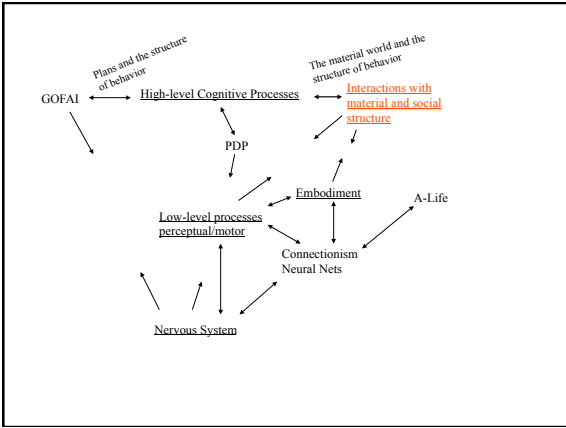 Plans and the structure
of behavior
The material world and the
structure of behavior
GOFAI
High-level Cognitive Processes
Interactions with
material and social
structure
PDP
Embodiment
A-Life
Low-level processes
perceptual/motor
Connectionism
Neural Nets
Nervous System